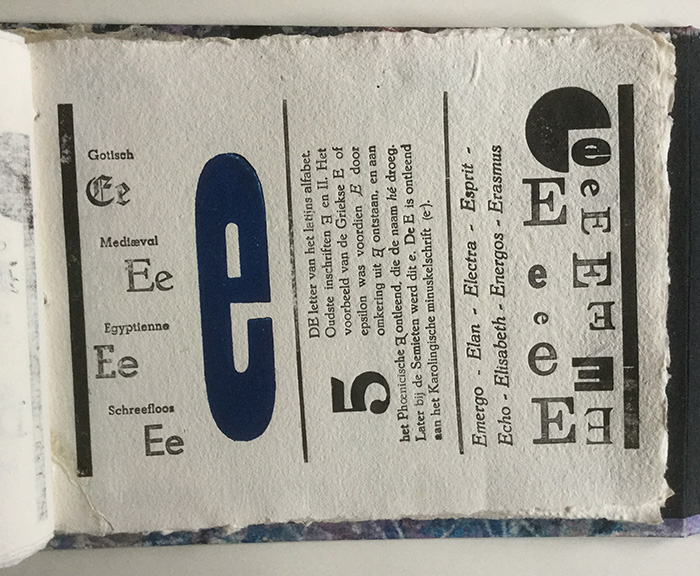 Gotisch
Ee
Mediæval
Ee
Egyptienne
Ee
Schreefloos
Ee
e
5
DE letter van het latijns alfabet.
Oudste inschriften Ǝ en II. Het
voorbeeld van de Griekse E of
epsilon was voordien E door
omkering uit Ǝ ontstaan, en aan
het Phœnicische Ǝ ontleend, die de naam hé droeg.
Later bij de Semieten werd dit e. De E is ontleend
aan het Karolingische minuskelschrift (e).
Emergo - Elan - Electra - Esprit -
Echo - Elisabeth - Energos - Erasmus
E e e e E e
E E E E E e e